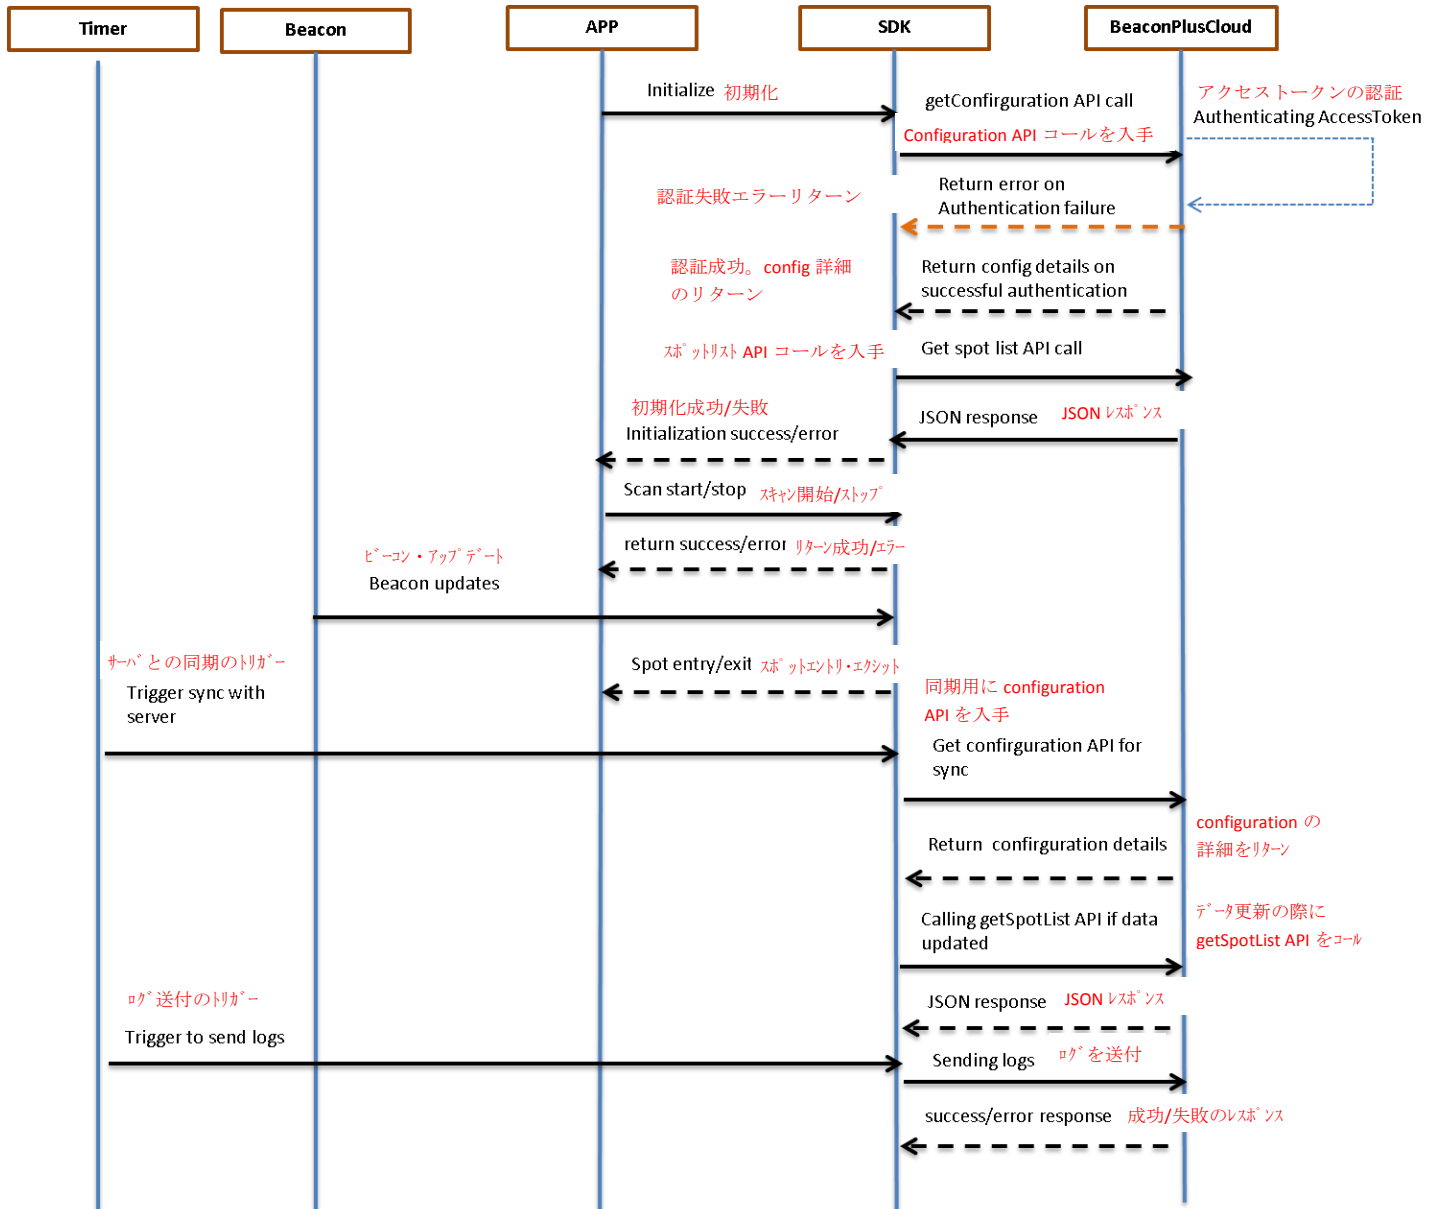 Timer
Beacon
APP
SDK
BeaconPlusCloud
Initialize 初期化
getConfirguration API call
Configuration API コールを入手
アクセストークンの認証
Authenticating AccessToken
認証失敗エラーリターン
Return error on
Authentication failure
認証成功。config 詳細
のリターン
Return config details on
successful authentication
ｽﾎﾟｯﾄﾘｽﾄ API コールを入手
Get spot list API call
初期化成功/失敗
Initialization success/error
JSON response JSON ﾚｽﾎﾟﾝｽ
Scan start/stop ｽｷｬﾝ開始/ｽﾄｯﾌﾟ
return success/error ﾘﾀｰﾝ成功/ｴﾗｰ
ﾋﾞｰｺﾝ・ｱｯﾌﾟﾃﾞｰﾄ
Beacon updates
ｻｰﾊﾞとの同期のﾄﾘｶﾞｰ
Trigger sync with
server
Spot entry/exit ｽﾎﾟｯﾄｴﾝﾄﾘ・ｴｸｼｯﾄ
同期用に configuration
API を入手
Get confirguration API for
sync
configuration の
詳細をﾘﾀｰﾝ
Return confirguration details
Calling getSpotList API if data
updated
ﾃﾞｰﾀ更新の際に
getSpotList API をｺｰﾙ
ﾛｸﾞ送付のﾄﾘｶﾞｰ
Trigger to send logs
JSON response JSON ﾚｽﾎﾟﾝｽ
Sending logs ﾛｸﾞを送付
success/error response 成功/失敗のﾚｽﾎﾟﾝｽ